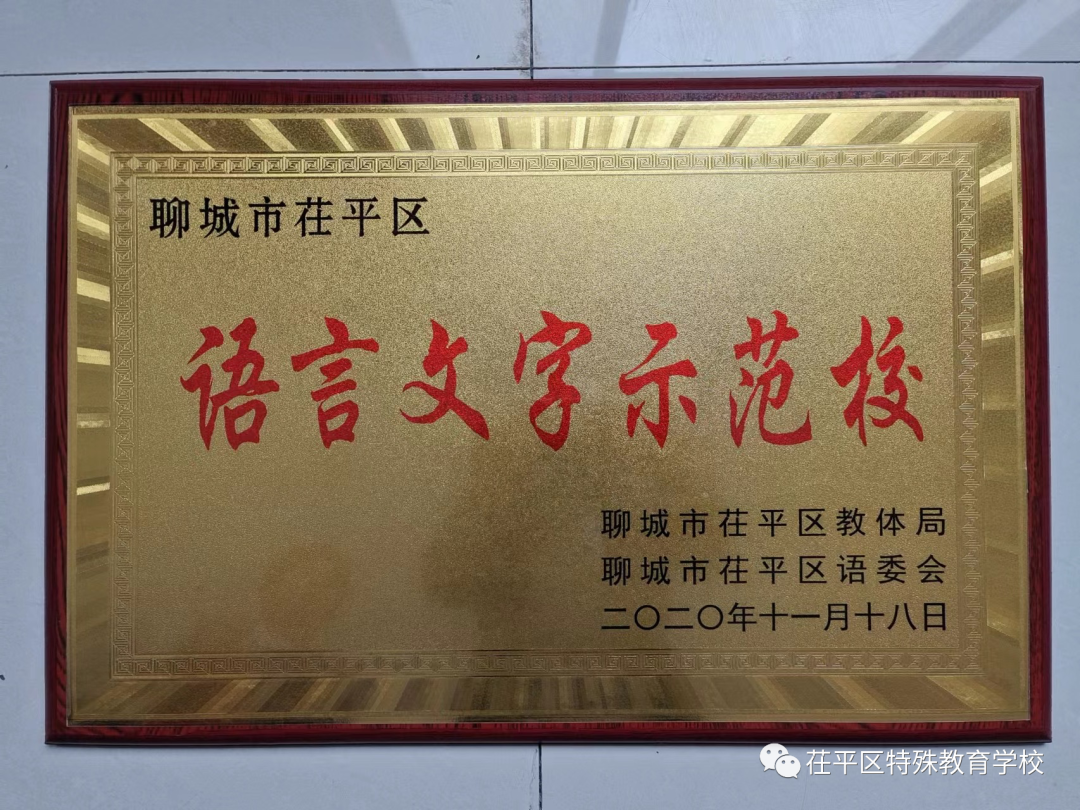 聊城市茌平区
语言文字示范校
聊城市茌平区教体局
聊城市茌平区语委会
二〇二〇年十一月十八日
茌平区特殊教育学校